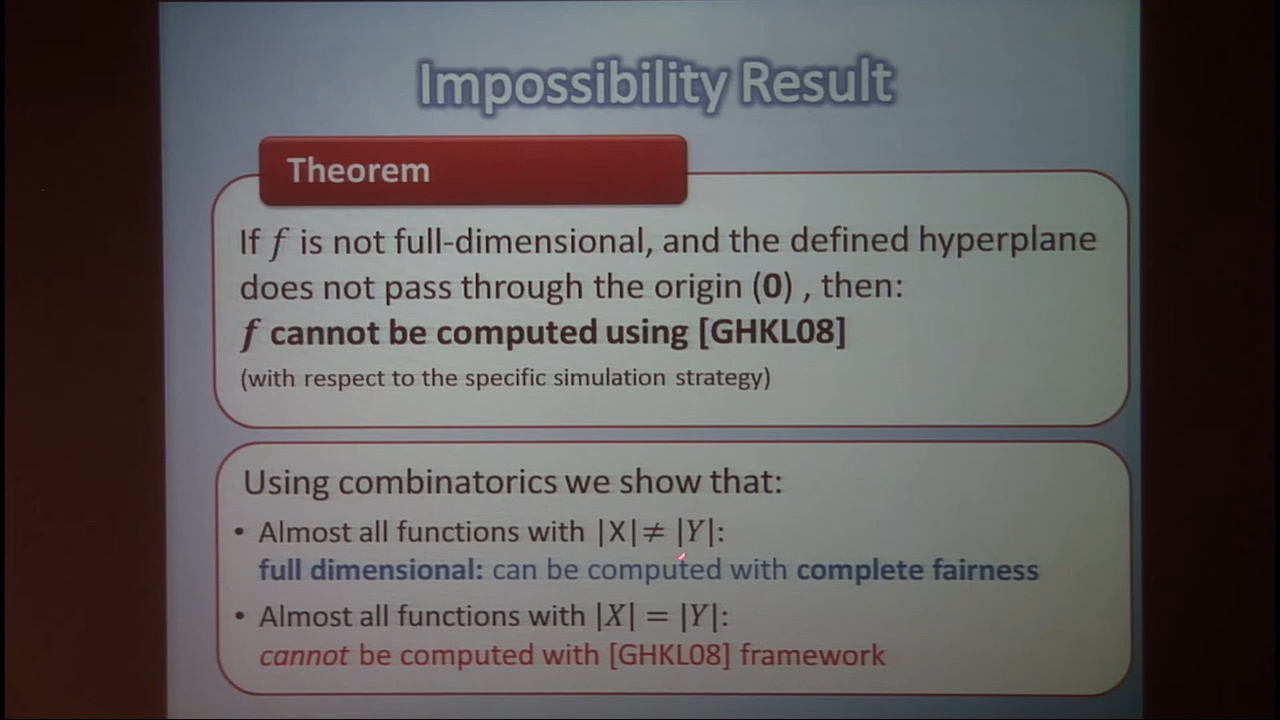 Impossibility Result
Theorem
If f is not full-dimensional, and the defined hyperplane
does not pass through the origin (0) , then:
f cannot be computed using [GHKL08]
(with respect to the specific simulation strategy)
Using combinatorics we show that:
• Almost all functions with |X|≠ |Y|:
full dimensional: can be computed with complete fairness
• Almost all functions with |X| = |Y|:
cannot be computed with [GHKL08] framework